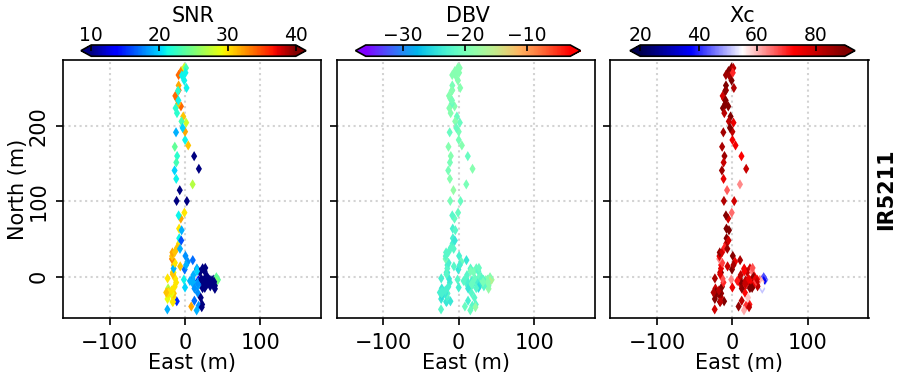 SNR DBV Xc
10 20 30 40 −30 −20 −10 20 40 60 80
North (m)
200
100
0
IR5211
−100 0 100 −100 0 100 −100 0 100
East (m) East (m) East (m)